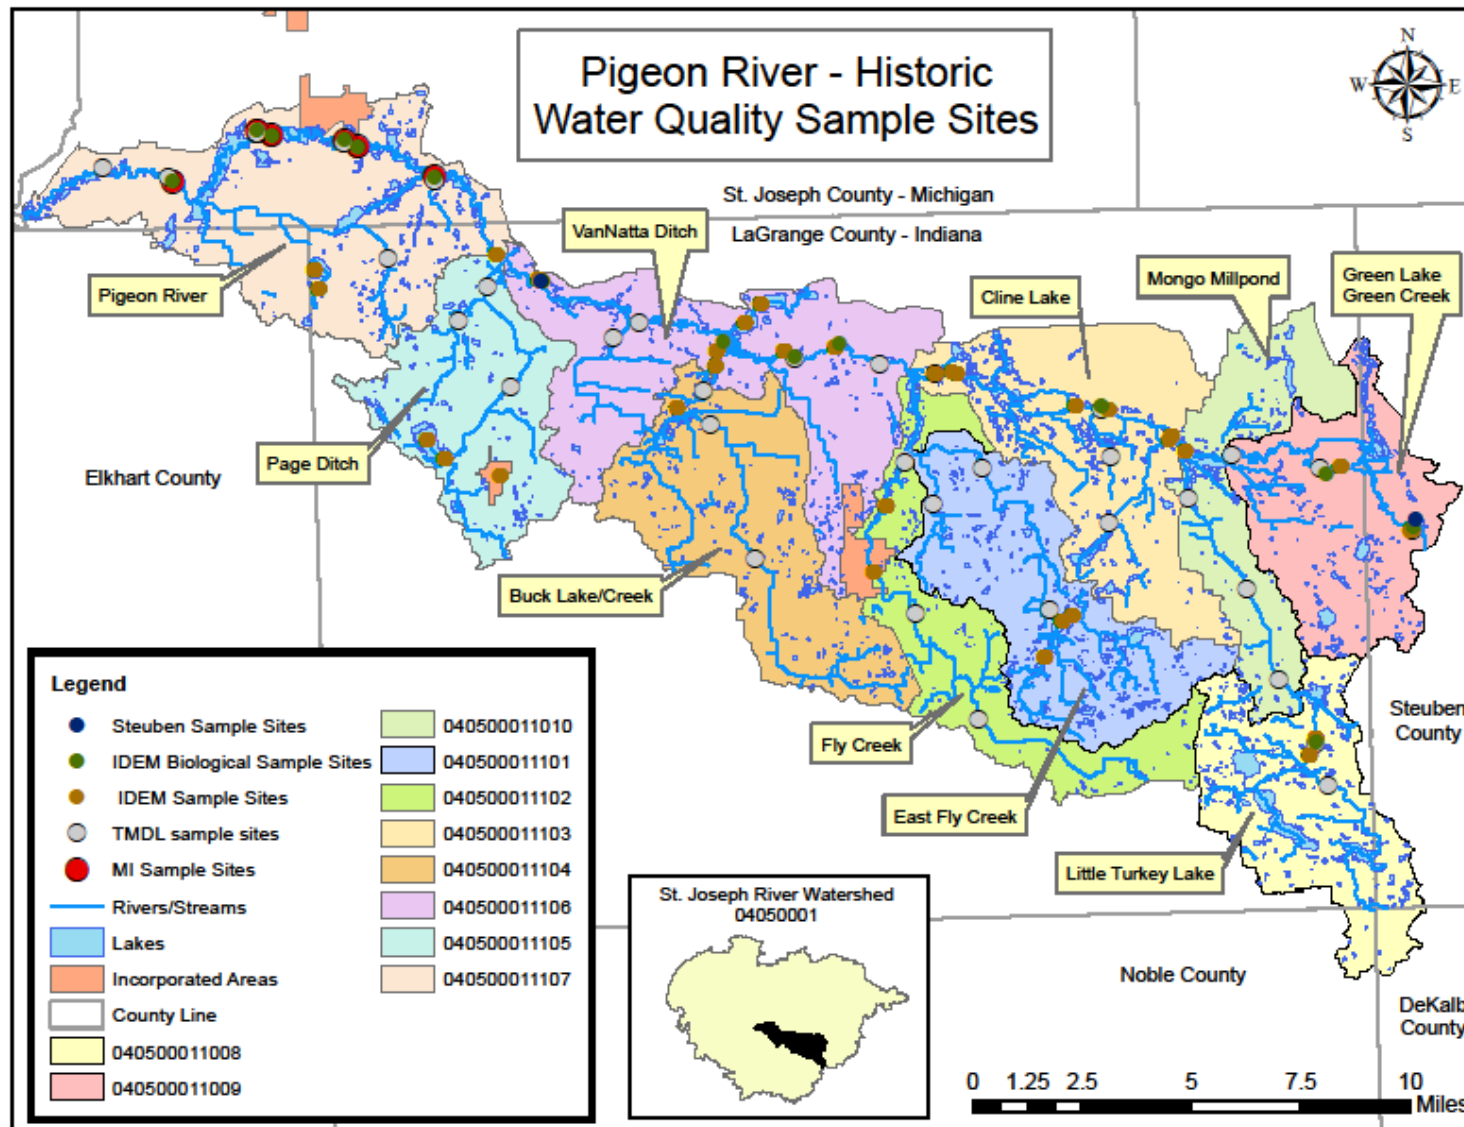 Pigeon River - Historic
Water Quality Sample Sites
N
W
E
S
St. Joseph County - Michigan
LaGrange County - Indiana
VanNatta Ditch
Pigeon River
Cline Lake
Mongo Millpond
Green Lake
Green Creek
Page Ditch
Elkhart County
Buck Lake/Creek
Fly Creek
East Fly Creek
Little Turkey Lake
Steuben
County
Noble County
DeKalb
County
Legend
Steuben Sample Sites
IDEM Biological Sample Sites
IDEM Sample Sites
TMDL sample sites
MI Sample Sites
Rivers/Streams
Lakes
Incorporated Areas
County Line
040500011008
040500011009
040500011010
040500011101
040500011102
040500011103
040500011104
040500011106
040500011105
040500011107
St. Joseph River Watershed
04050001
0 1.25 2.5 5 7.5 10
Miles